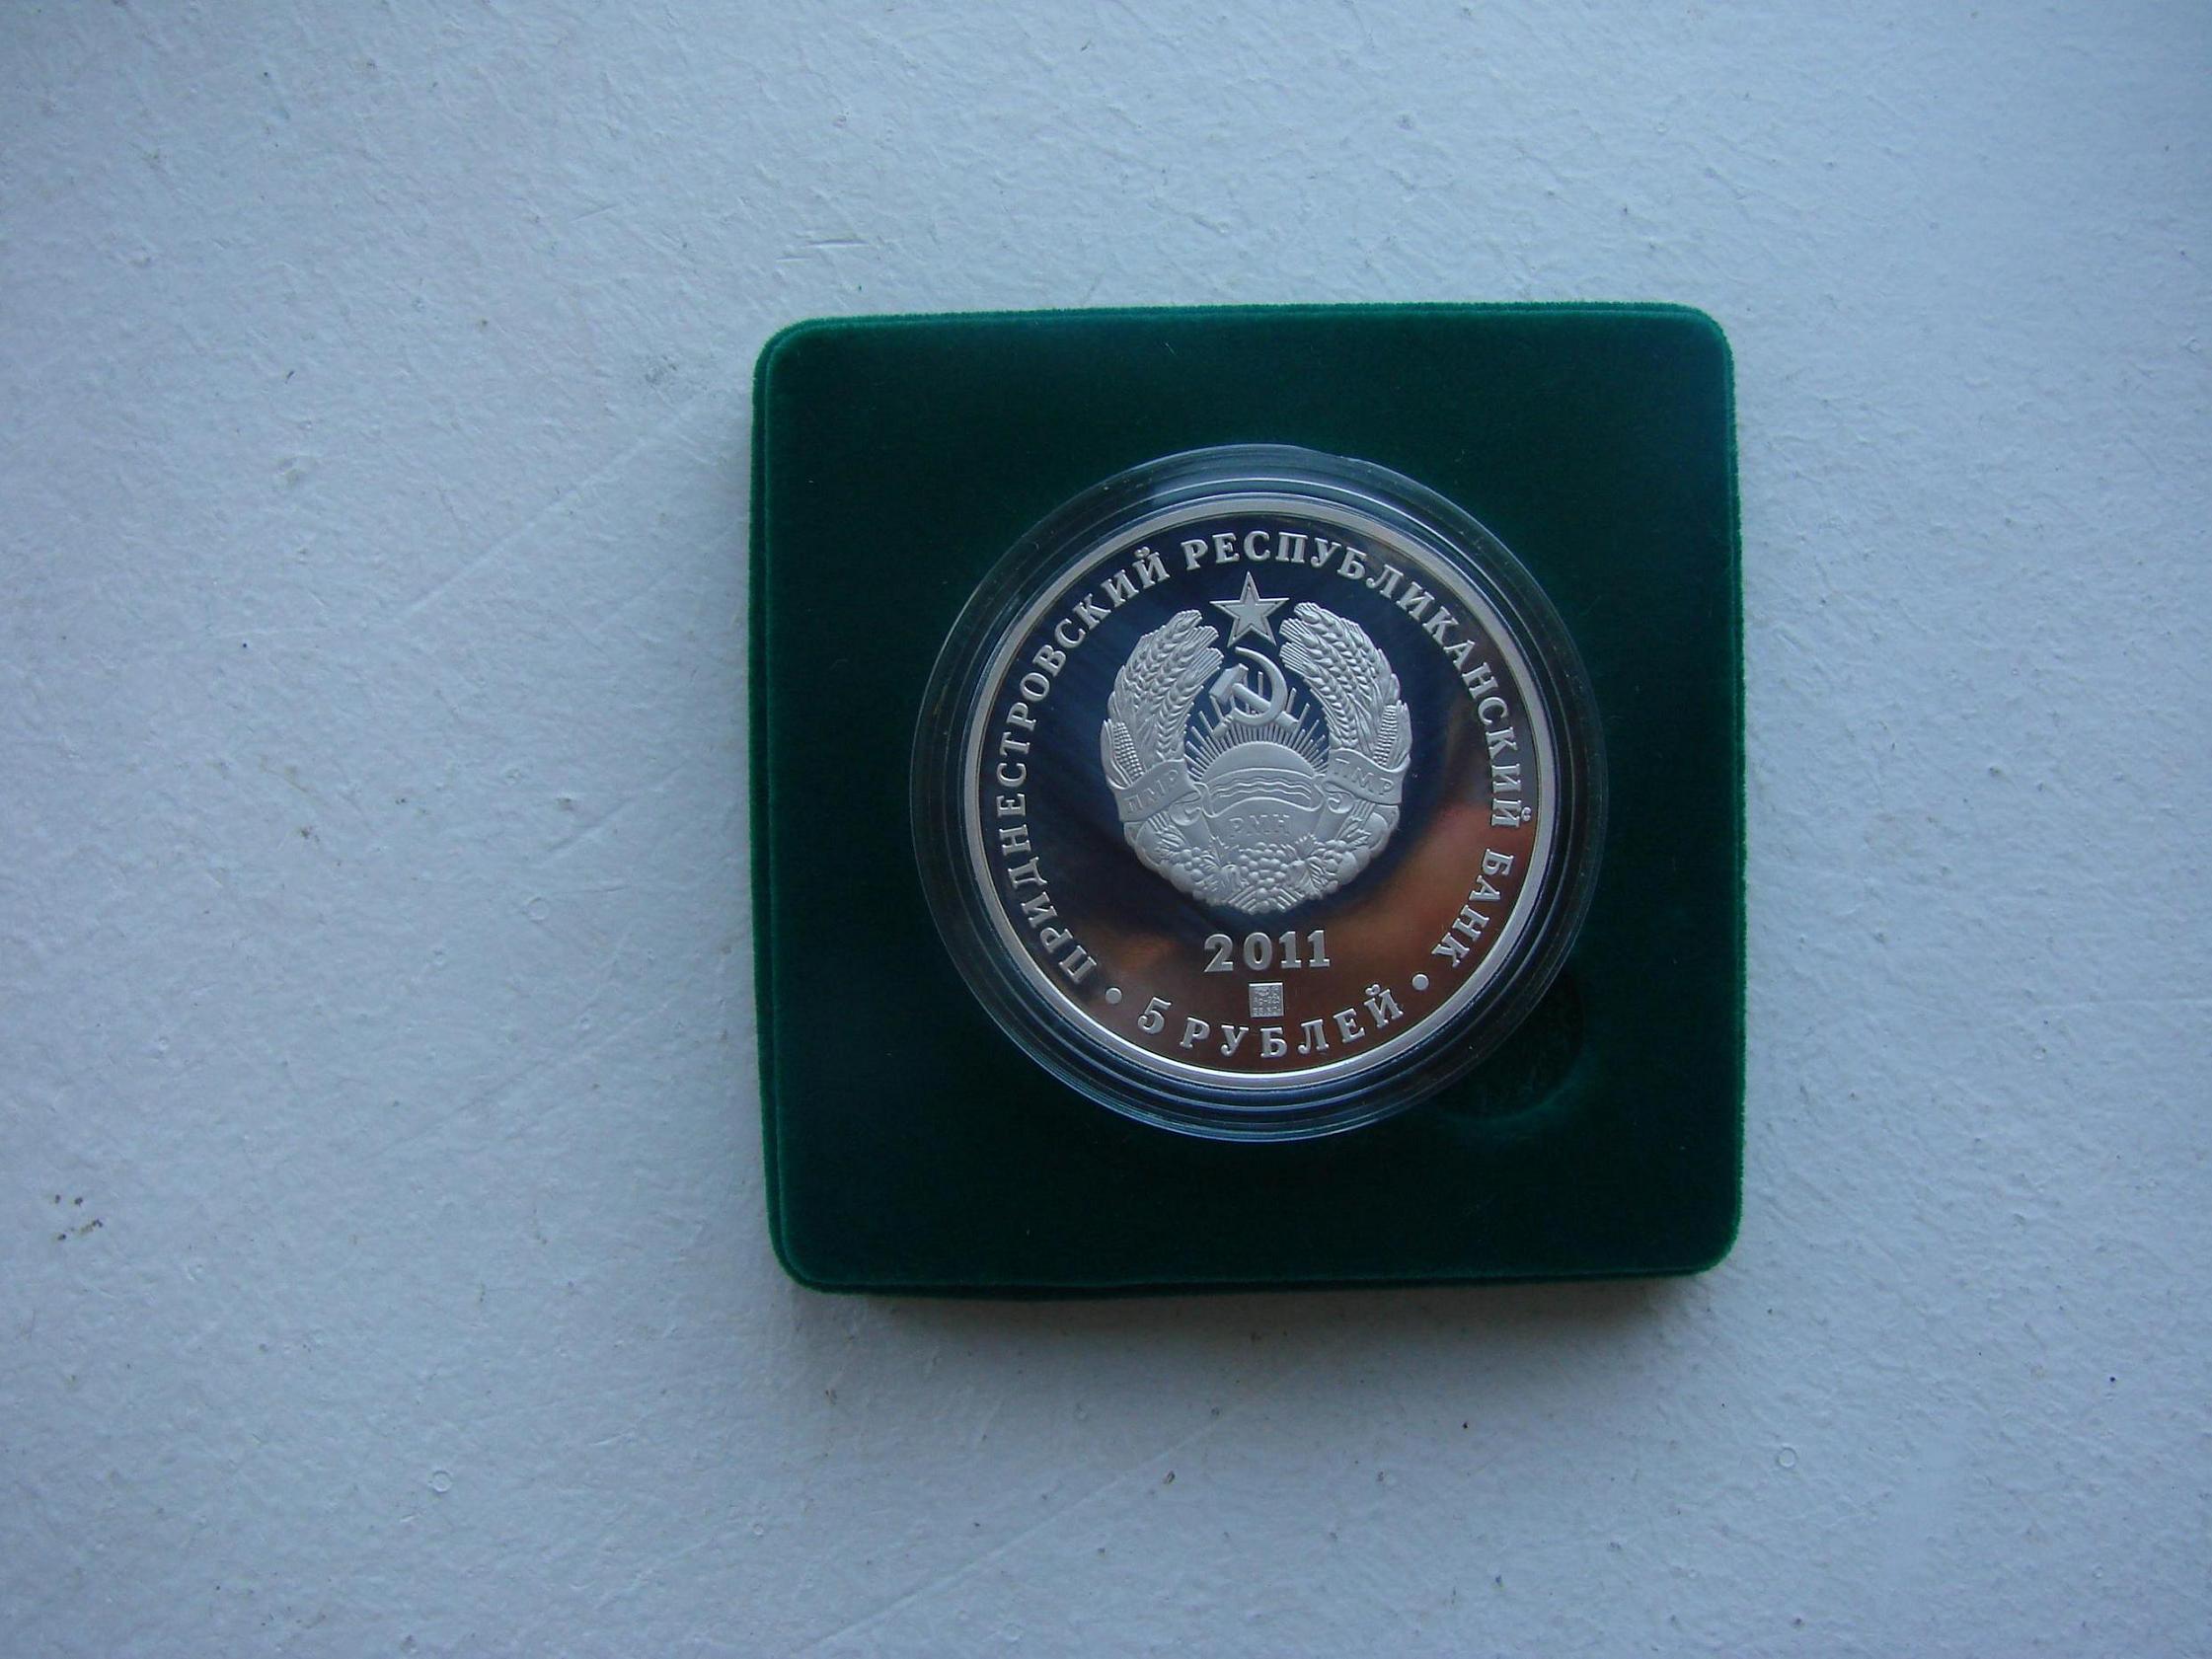 ПРИДНЕСТРОВСКИЙ РЕСПУБЛИКАНСКИЙ БАНК
ПМР ПМР
РМН
2011
• 5 РУБЛЕЙ •